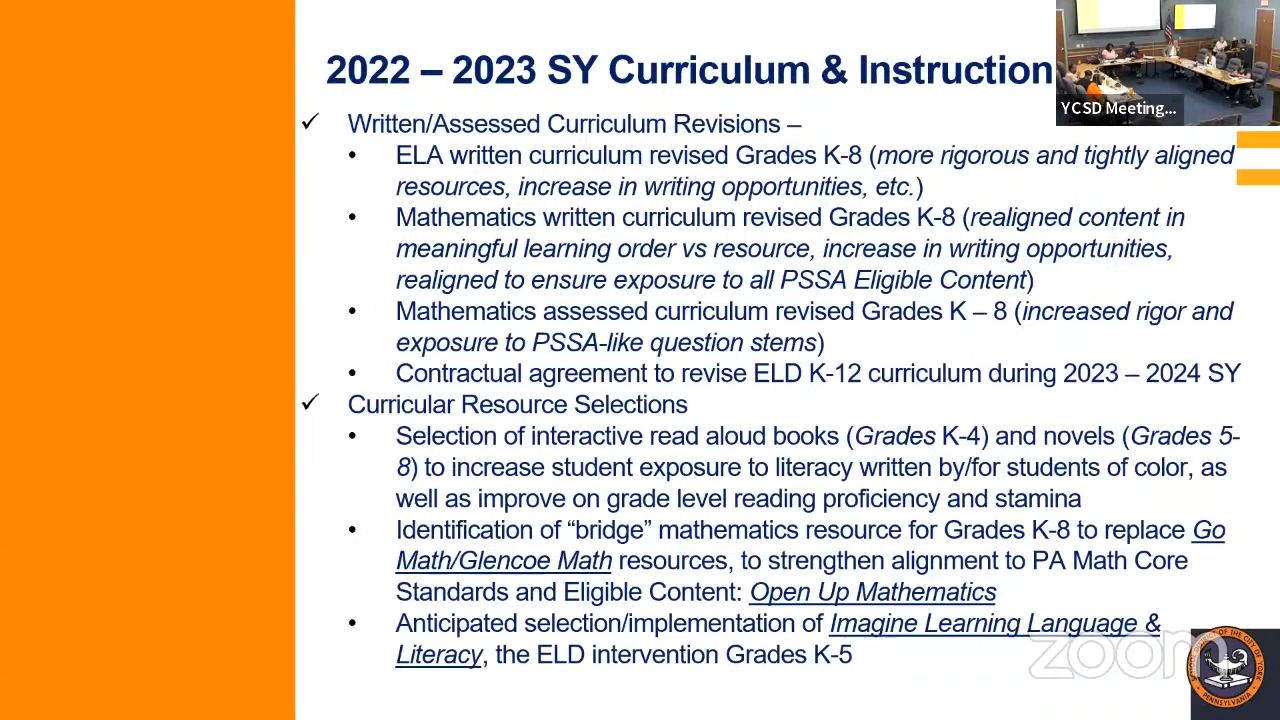 2022 – 2023 SY Curriculum & Instruction
YCSD Meeting...
✓ Written/Assessed Curriculum Revisions –
• ELA written curriculum revised Grades K-8 (more rigorous and tightly aligned
resources, increase in writing opportunities, etc.)
• Mathematics written curriculum revised Grades K-8 (realigned content in
meaningful learning order vs resource, increase in writing opportunities,
realigned to ensure exposure to all PSSA Eligible Content)
• Mathematics assessed curriculum revised Grades K – 8 (increased rigor and
exposure to PSSA-like question stems)
• Contractual agreement to revise ELD K-12 curriculum during 2023 – 2024 SY
✓ Curricular Resource Selections
• Selection of interactive read aloud books (Grades K-4) and novels (Grades 5-
8) to increase student exposure to literacy written by/for students of color, as
well as improve on grade level reading proficiency and stamina
• Identification of “bridge” mathematics resource for Grades K-8 to replace Go
Math/Glencoe Math resources, to strengthen alignment to PA Math Core
Standards and Eligible Content: Open Up Mathematics
• Anticipated selection/implementation of Imagine Learning Language &
Literacy, the ELD intervention Grades K-5
zoom
SCHOOL DISTRICT OF THE CITY OF YORK
PENNSYLVANIA